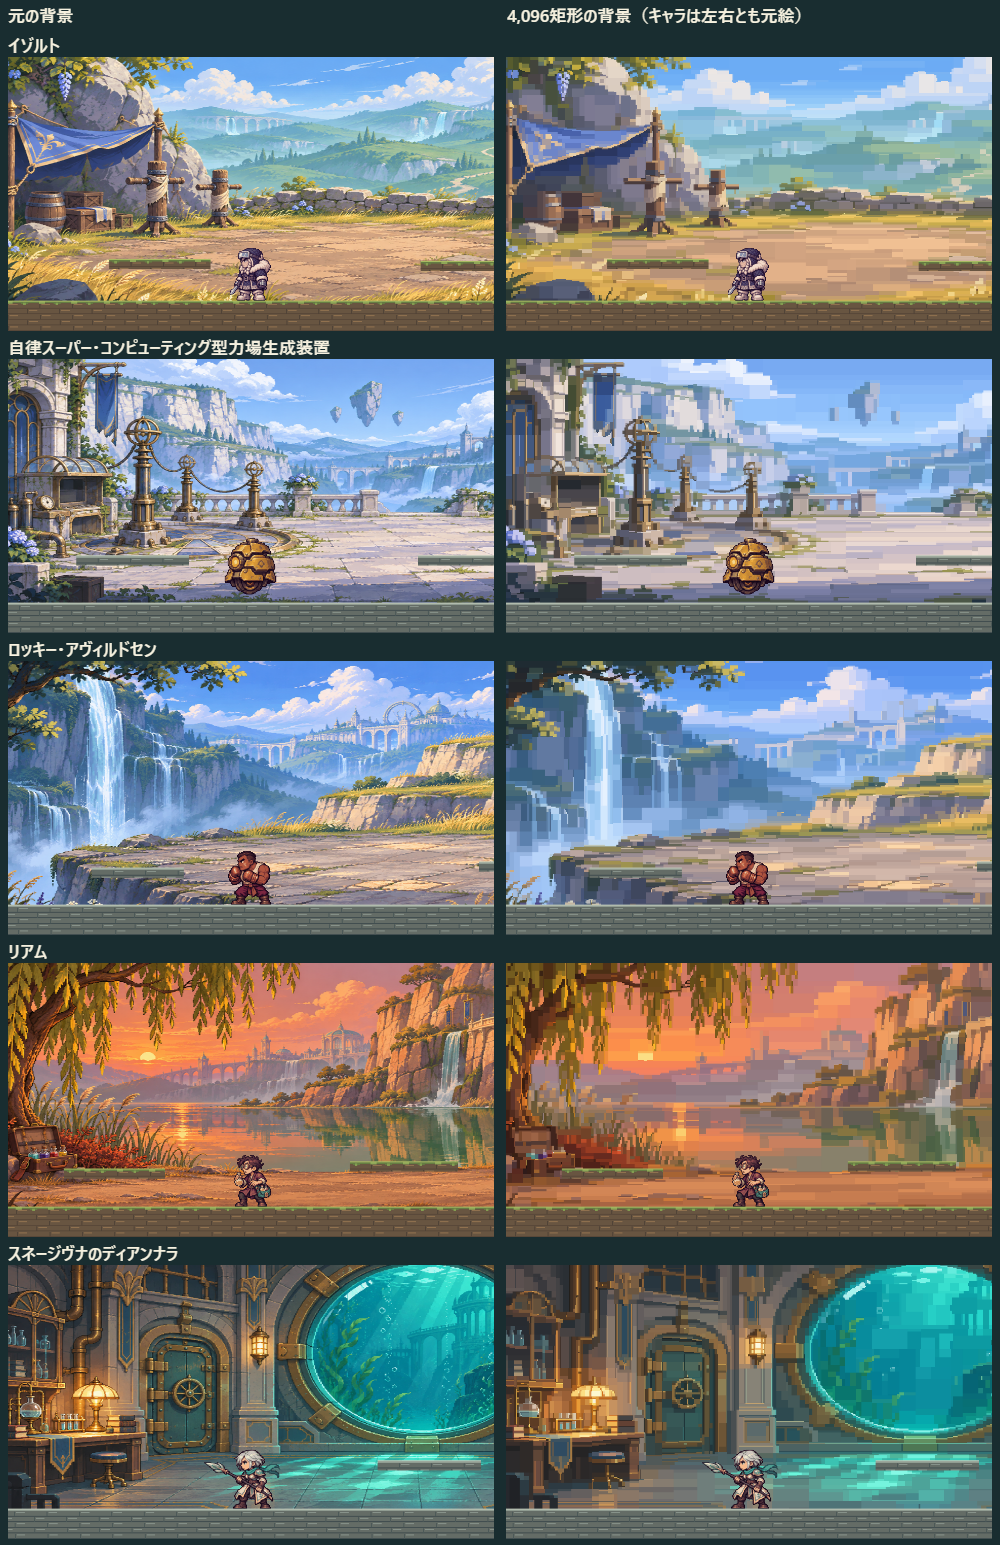 元の背景
4,096矩形の背景（キャラは左右とも元絵）
イゾルト
自律スーパー・コンピューティング型力場生成装置
ロッキー・アヴィルドセン
リアム
スネージヴナのディアンナラ